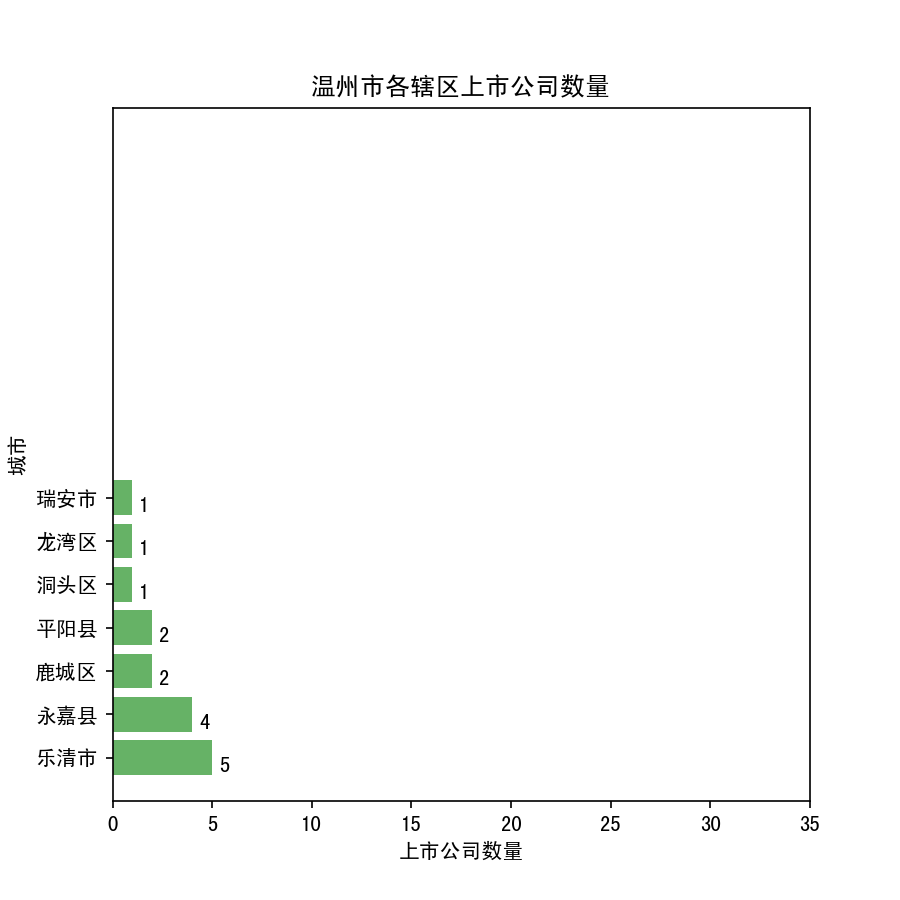 温州市各辖区上市公司数量
城市
瑞安市 1
龙湾区 1
洞头区 1
平阳县 2
鹿城区 2
永嘉县 4
乐清市 5
0 5 10 15 20 25 30 35
上市公司数量